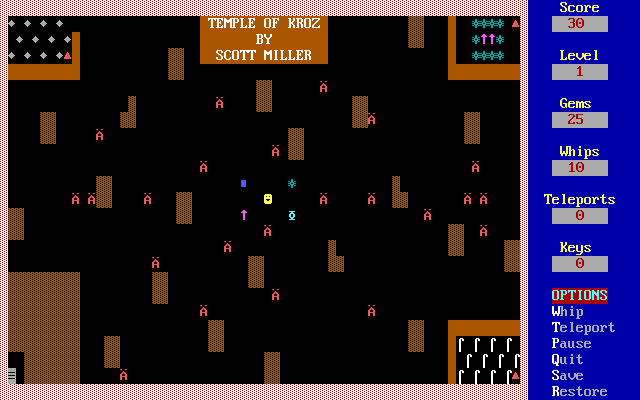 TEMPLE OF KROZ
BY
SCOTT MILLER
Score
30
Level
1
Gems
25
Whips
10
Teleports
0
Keys
0
OPTIONS
Whip
Teleport
Pause
Quit
Save
Restore